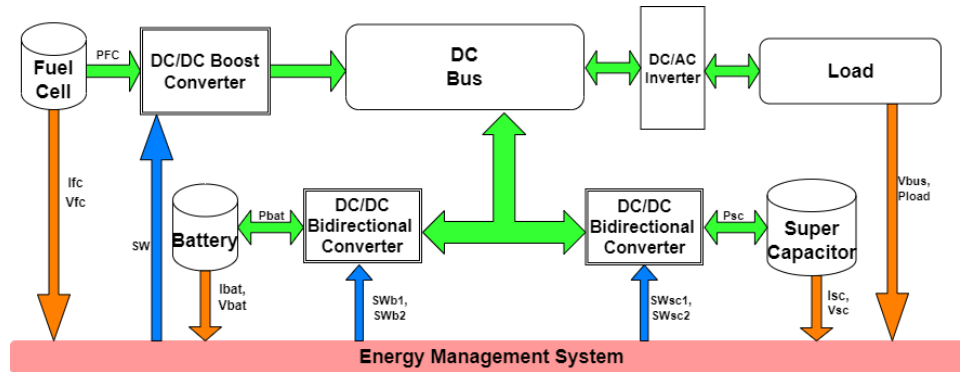 Fuel
Cell
PFC
DC/DC Boost
Converter
DC
Bus
DC/AC
Inverter
Load
Ifc
Vfc
SW
Battery
Pbat
DC/DC
Bidirectional
Converter
DC/DC
Bidirectional
Converter
Psc
Super
Capacitor
Vbus,
Pload
Ibat,
Vbat
SWb1,
SWb2
SWsc1,
SWsc2
Isc,
Vsc
Energy Management System